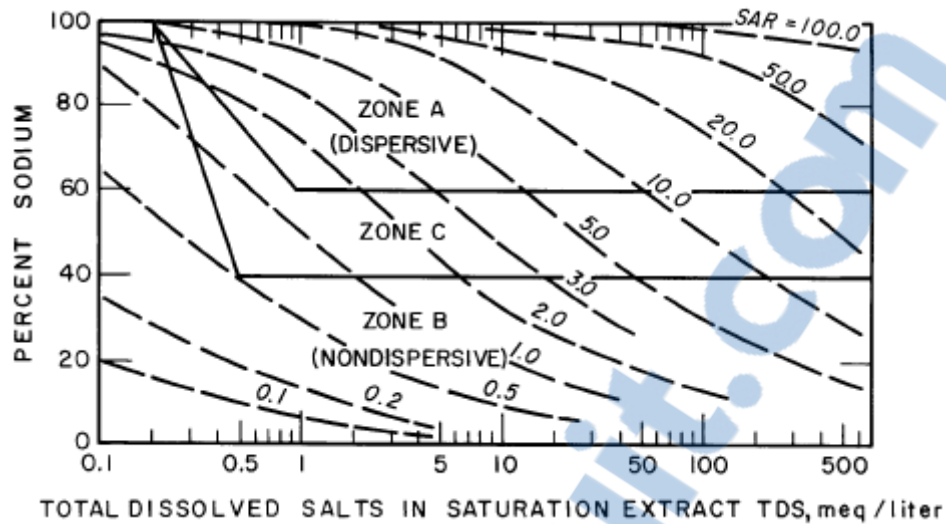 100
80
60
40
20
0
PERCENT SODIUM
SAR = 100.0
50.0
20.0
10.0
5.0
3.0
2.0
1.0
0.5
0.2
0.1
ZONE A
(DISPERSIVE)
ZONE C
ZONE B
(NONDISPERSIVE)
0.1 0.5 1 5 10 50 100 500
TOTAL DISSOLVED SALTS IN SATURATION EXTRACT TDS, meq/liter
it.com